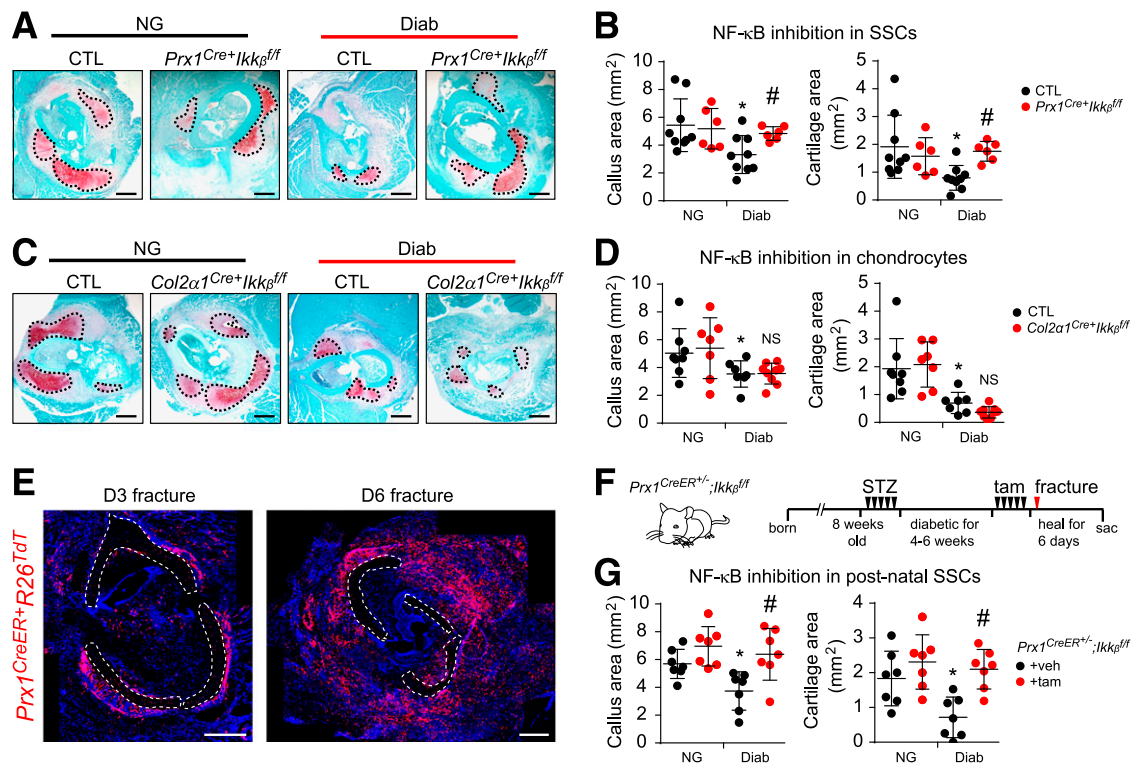 A
NG
Diab
CTL
Prx1Cre+Ikkβf/f
CTL
Prx1Cre+Ikkβf/f
B
NF-κB inhibition in SSCs
Callus area (mm2)
10
8
6
4
2
0
*
#
NG
Diab
Cartilage area
(mm2)
5
4
3
2
1
0
*
#
NG
Diab
CTL
Prx1Cre+Ikkβf/f
C
NG
Diab
CTL
Col2α1Cre+Ikkβf/f
CTL
Col2α1Cre+Ikkβf/f
D
NF-κB inhibition in chondrocytes
Callus area (mm2)
10
8
6
4
2
0
*
NS
NG
Diab
Cartilage area
(mm2)
5
4
3
2
1
0
*
NS
NG
Diab
CTL
Col2α1Cre+Ikkβf/f
E
D3 fracture
D6 fracture
Prx1CreER+R26TdT
F
Prx1CreER+/-;Ikkβf/f
STZ
tam
fracture
born
8 weeks
old
diabetic for
4-6 weeks
heal for
6 days
sac
G
NF-κB inhibition in post-natal SSCs
Callus area (mm2)
10
8
6
4
2
0
*
#
NG
Diab
Cartilage area
(mm2)
4
3
2
1
0
*
#
NG
Diab
Prx1CreER+/-;Ikkβf/f
+veh
+tam